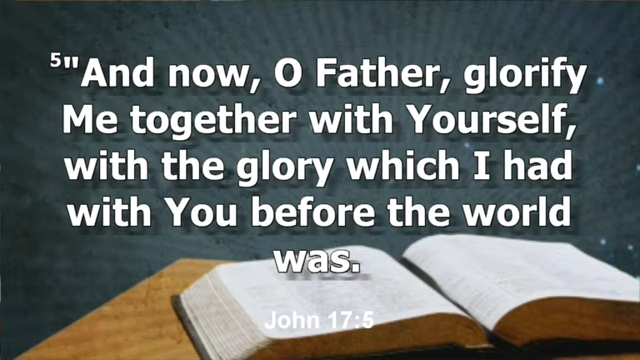 5"And now, O Father, glorify
Me together with Yourself,
with the glory which I had
with You before the world
was.
John 17:5